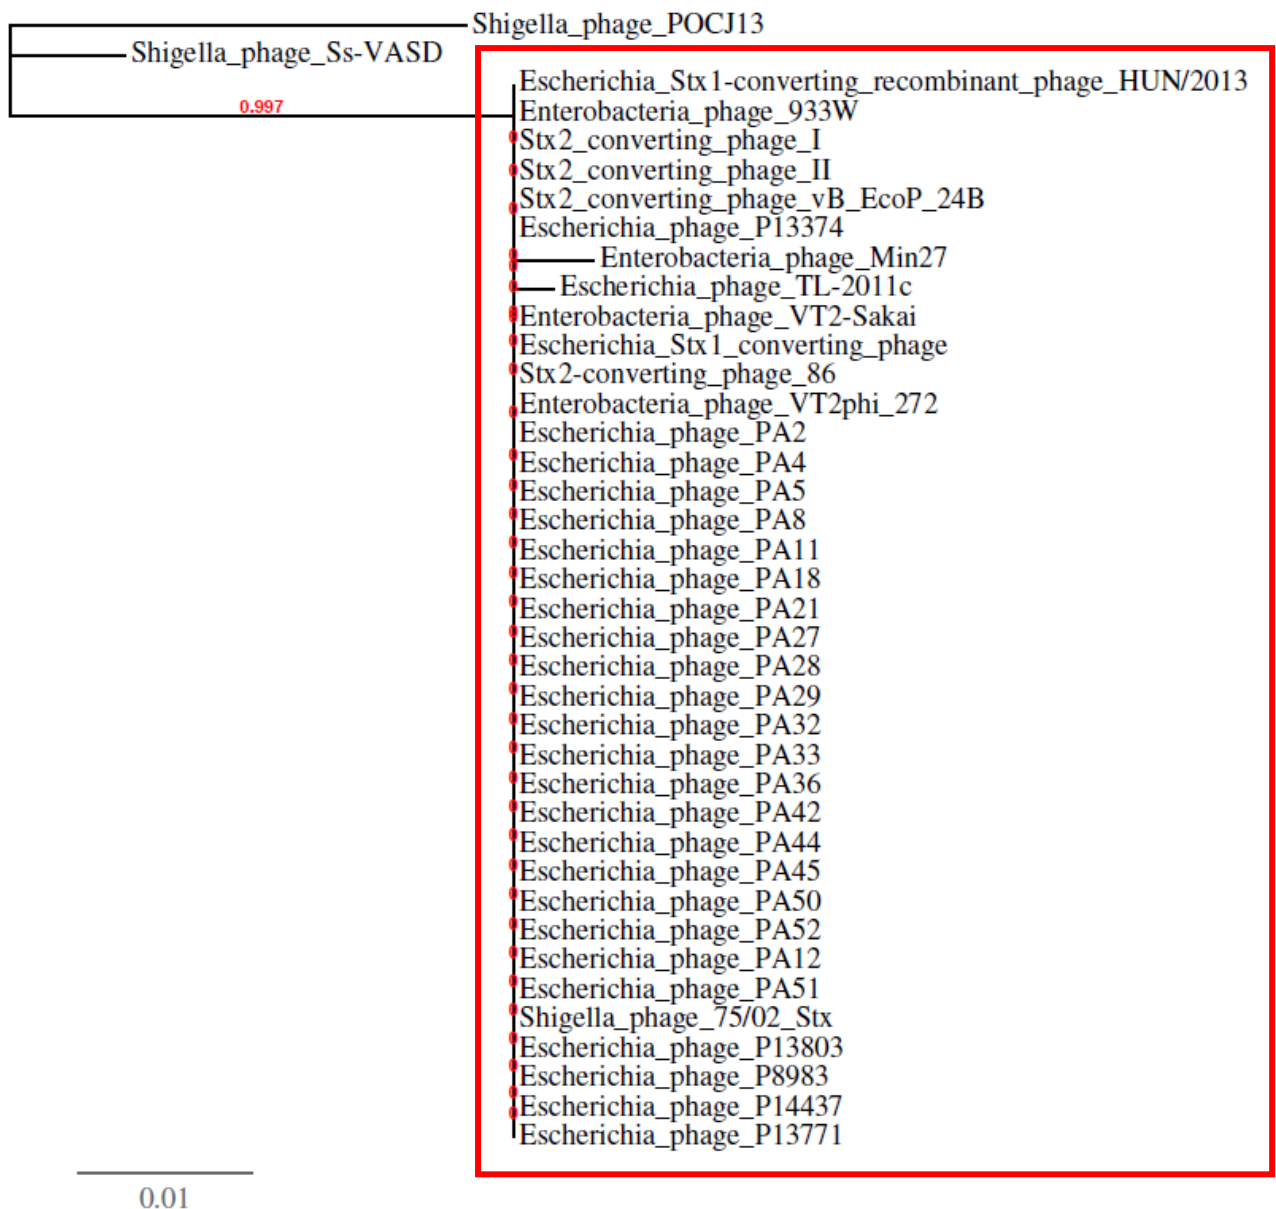 Shigella_phage_POCJ13
Shigella_phage_Ss-VASD
Escherichia_Stx1-converting_recombinant_phage_HUN/2013
0.997
Enterobacteria_phage_933W
Stx2_converting_phage_I
Stx2_converting_phage_II
Stx2_converting_phage_vB_EcoP_24B
Escherichia_phage_P13374
Enterobacteria_phage_Min27
Escherichia_phage_TL-2011c
Enterobacteria_phage_VT2-Sakai
Escherichia_Stx1_converting_phage
Stx2-converting_phage_86
Enterobacteria_phage_VT2phi_272
Escherichia_phage_PA2
Escherichia_phage_PA4
Escherichia_phage_PA5
Escherichia_phage_PA8
Escherichia_phage_PA11
Escherichia_phage_PA18
Escherichia_phage_PA21
Escherichia_phage_PA27
Escherichia_phage_PA28
Escherichia_phage_PA29
Escherichia_phage_PA32
Escherichia_phage_PA33
Escherichia_phage_PA36
Escherichia_phage_PA42
Escherichia_phage_PA44
Escherichia_phage_PA45
Escherichia_phage_PA50
Escherichia_phage_PA52
Escherichia_phage_PA12
Escherichia_phage_PA51
Shigella_phage_75/02_Stx
Escherichia_phage_P13803
Escherichia_phage_P8983
Escherichia_phage_P14437
Escherichia_phage_P13771
0.01